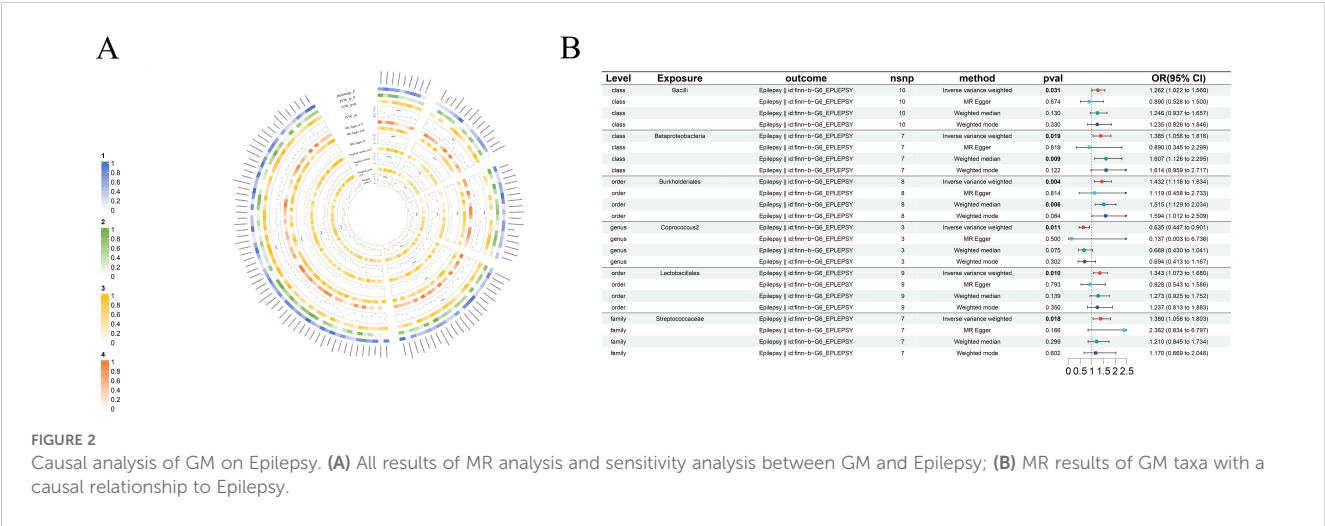 A
B
1
1
0.8
0.6
0.4
0.2
0
2
1
0.8
0.6
0.4
0.2
0
3
1
0.8
0.6
0.4
0.2
0
4
1
0.8
0.6
0.4
0.2
0
Level Exposure outcome nsnp method pval OR(95% CI)
class Bacilli Epilepsy || id:finn-b-G6_EPLEPSY 10 Inverse variance weighted 0.031 1.262 (1.022 to 1.560)
class Epilepsy || id:finn-b-G6_EPLEPSY 10 MR Egger 0.674 0.890 (0.528 to 1.500)
class Epilepsy || id:finn-b-G6_EPLEPSY 10 Weighted median 0.130 1.246 (0.937 to 1.657)
class Epilepsy || id:finn-b-G6_EPLEPSY 10 Weighted mode 0.330 1.235 (0.826 to 1.846)
class Betaproteobacteria Epilepsy || id:finn-b-G6_EPLEPSY 7 Inverse variance weighted 0.019 1.385 (1.056 to 1.816)
class Epilepsy || id:finn-b-G6_EPLEPSY 7 MR Egger 0.819 0.890 (0.345 to 2.299)
class Epilepsy || id:finn-b-G6_EPLEPSY 7 Weighted median 0.009 1.607 (1.126 to 2.295)
class Epilepsy || id:finn-b-G6_EPLEPSY 7 Weighted mode 0.122 1.614 (0.959 to 2.717)
order Burkholderiales Epilepsy || id:finn-b-G6_EPLEPSY 8 Inverse variance weighted 0.004 1.432 (1.118 to 1.834)
order Epilepsy || id:finn-b-G6_EPLEPSY 8 MR Egger 0.814 1.119 (0.458 to 2.733)
order Epilepsy || id:finn-b-G6_EPLEPSY 8 Weighted median 0.006 1.515 (1.129 to 2.034)
order Epilepsy || id:finn-b-G6_EPLEPSY 8 Weighted mode 0.084 1.594 (1.012 to 2.509)
genus Coprococcus2 Epilepsy || id:finn-b-G6_EPLEPSY 3 Inverse variance weighted 0.011 0.635 (0.447 to 0.901)
genus Epilepsy || id:finn-b-G6_EPLEPSY 3 MR Egger 0.500 0.137 (0.003 to 6.736)
genus Epilepsy || id:finn-b-G6_EPLEPSY 3 Weighted median 0.075 0.669 (0.430 to 1.041)
genus Epilepsy || id:finn-b-G6_EPLEPSY 3 Weighted mode 0.302 0.694 (0.413 to 1.167)
order Lactobacillales Epilepsy || id:finn-b-G6_EPLEPSY 9 Inverse variance weighted 0.010 1.343 (1.073 to 1.680)
order Epilepsy || id:finn-b-G6_EPLEPSY 9 MR Egger 0.793 0.928 (0.543 to 1.586)
order Epilepsy || id:finn-b-G6_EPLEPSY 9 Weighted median 0.139 1.273 (0.925 to 1.752)
order Epilepsy || id:finn-b-G6_EPLEPSY 9 Weighted mode 0.350 1.237 (0.813 to 1.883)
family Streptococcaceae Epilepsy || id:finn-b-G6_EPLEPSY 7 Inverse variance weighted 0.018 1.380 (1.056 to 1.803)
family Epilepsy || id:finn-b-G6_EPLEPSY 7 MR Egger 0.166 2.382 (0.834 to 6.797)
family Epilepsy || id:finn-b-G6_EPLEPSY 7 Weighted median 0.299 1.210 (0.845 to 1.734)
family Epilepsy || id:finn-b-G6_EPLEPSY 7 Weighted mode 0.602 1.170 (0.669 to 2.046)
0 0.5 1 1.5 2 2.5
FIGURE 2
Causal analysis of GM on Epilepsy. (A) All results of MR analysis and sensitivity analysis between GM and Epilepsy; (B) MR results of GM taxa with a
causal relationship to Epilepsy.